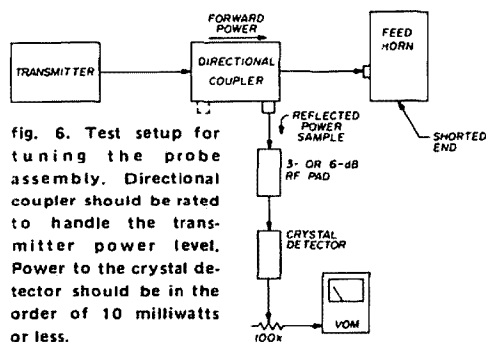 FORWARD
POWER
TRANSMITTER
DIRECTIONAL
COUPLER
FEED
HORN
REFLECTED
POWER
SAMPLE
SHORTED
END
3- OR 6-dB
RF PAD
CRYSTAL
DETECTOR
100k
VOM
fig. 6. Test setup for
tuning the probe
assembly. Directional
coupler should be rated
to handle the trans-
mitter power level.
Power to the crystal de-
tector should be in the
order of 10 milliwatts
or less.